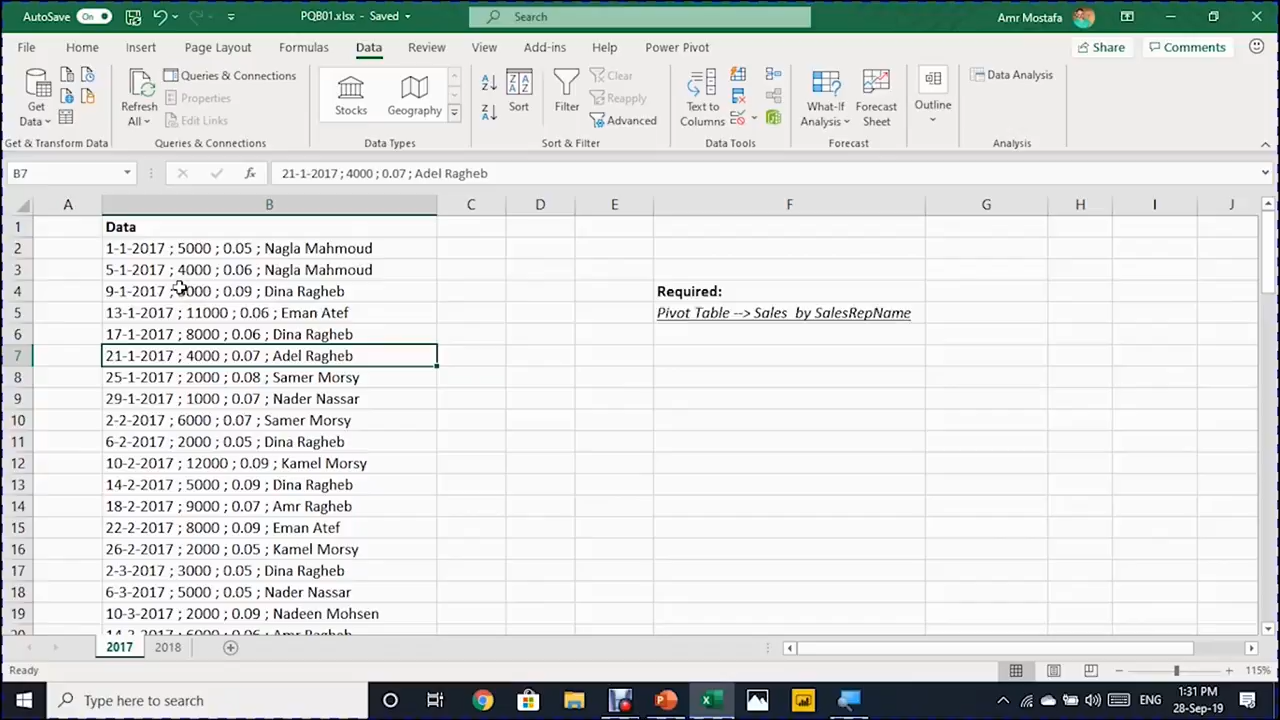 AutoSave On PQB01.xlsx - Saved Search Amr Mostafa
File Home Insert Page Layout Formulas Data Review View Add-ins Help Power Pivot Share Comments
Get Data
Refresh All
Queries & Connections
Properties
Edit Links
Stocks
Geography
Sort
Filter
Clear
Reapply
Advanced
Text to Columns
What-If Analysis
Forecast Sheet
Outline
Data Analysis
Get & Transform Data Queries & Connections Data Types Sort & Filter Data Tools Forecast Analysis
B7 fx 21-1-2017 ; 4000 ; 0.07 ; Adel Ragheb
A B C D E F G H I J
1 Data
2 1-1-2017 ; 5000 ; 0.05 ; Nagla Mahmoud
3 5-1-2017 ; 4000 ; 0.06 ; Nagla Mahmoud
4 9-1-2017 ; 000 ; 0.09 ; Dina Ragheb Required:
5 13-1-2017 ; 11000 ; 0.06 ; Eman Atef Pivot Table --> Sales by SalesRepName
6 17-1-2017 ; 8000 ; 0.06 ; Dina Ragheb
7 21-1-2017 ; 4000 ; 0.07 ; Adel Ragheb
8 25-1-2017 ; 2000 ; 0.08 ; Samer Morsy
9 29-1-2017 ; 1000 ; 0.07 ; Nader Nassar
10 2-2-2017 ; 6000 ; 0.07 ; Samer Morsy
11 6-2-2017 ; 2000 ; 0.05 ; Dina Ragheb
12 10-2-2017 ; 12000 ; 0.09 ; Kamel Morsy
13 14-2-2017 ; 5000 ; 0.09 ; Dina Ragheb
14 18-2-2017 ; 9000 ; 0.07 ; Amr Ragheb
15 22-2-2017 ; 8000 ; 0.09 ; Eman Atef
16 26-2-2017 ; 2000 ; 0.05 ; Kamel Morsy
17 2-3-2017 ; 3000 ; 0.05 ; Dina Ragheb
18 6-3-2017 ; 5000 ; 0.05 ; Nader Nassar
19 10-3-2017 ; 2000 ; 0.09 ; Nadeen Mohsen
2017 2018
Ready 115%
Type here to search ENG 1:31 PM
28-Sep-19